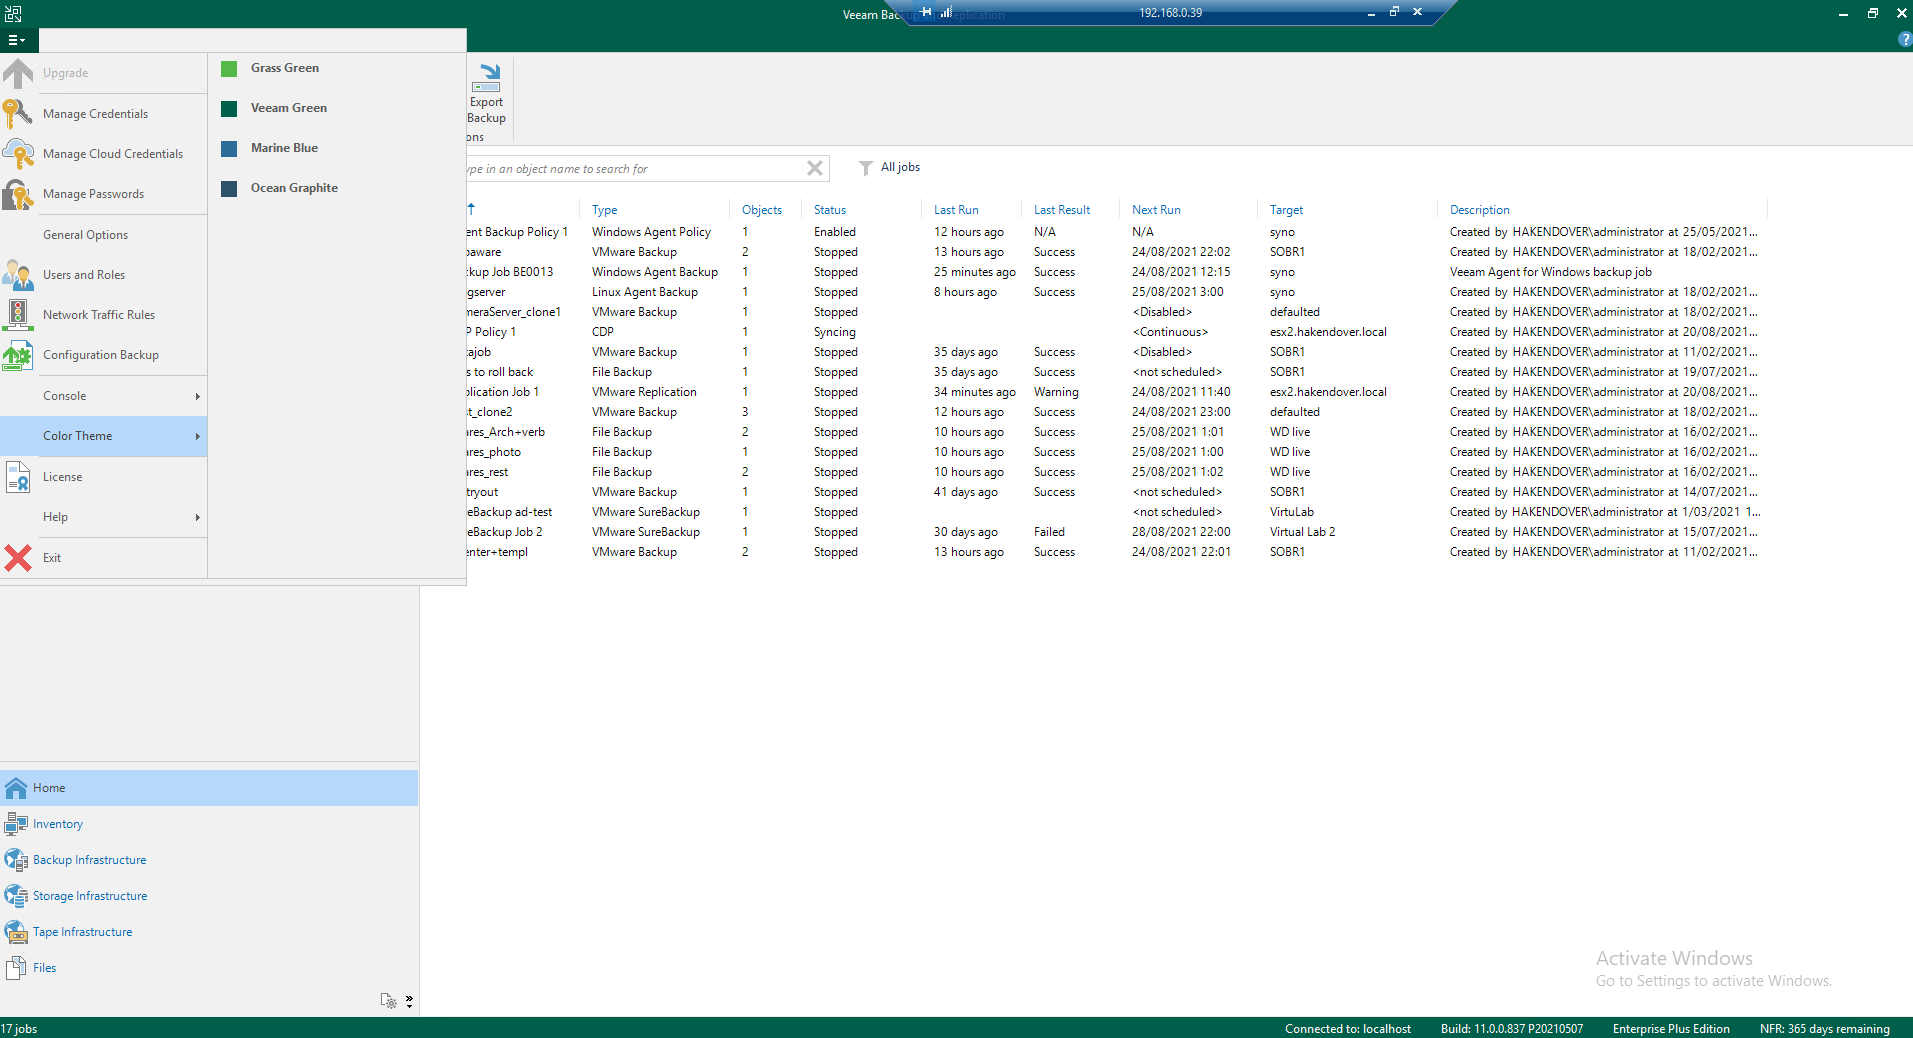 Veeam Backup and Replication
192.168.0.39
Upgrade
Manage Credentials
Manage Cloud Credentials
Manage Passwords
General Options
Users and Roles
Network Traffic Rules
Configuration Backup
Console
Color Theme
License
Help
Exit
Grass Green
Veeam Green
Marine Blue
Ocean Graphite
Export
Backup
ons
ype in an object name to search for
All jobs
Type Objects Status Last Run Last Result Next Run Target Description
ent Backup Policy 1 Windows Agent Policy 1 Enabled 12 hours ago N/A N/A syno Created by HAKENDOVER\administrator at 25/05/2021...
aware VMware Backup 2 Stopped 13 hours ago Success 24/08/2021 22:02 SOBR1 Created by HAKENDOVER\administrator at 18/02/2021...
kup Job BE0013 Windows Agent Backup 1 Stopped 25 minutes ago Success 24/08/2021 12:15 syno Veeam Agent for Windows backup job
gserver Linux Agent Backup 1 Stopped 8 hours ago Success 25/08/2021 3:00 syno Created by HAKENDOVER\administrator at 18/02/2021...
neraServer_clone1 VMware Backup 1 Stopped <Disabled> defaulted Created by HAKENDOVER\administrator at 18/02/2021...
P Policy 1 CDP 1 Syncing <Continuous> esx2.hakendover.local Created by HAKENDOVER\administrator at 20/08/2021...
ajob VMware Backup 1 Stopped 35 days ago Success <Disabled> SOBR1 Created by HAKENDOVER\administrator at 11/02/2021...
s to roll back File Backup 1 Stopped 35 days ago Success <not scheduled> SOBR1 Created by HAKENDOVER\administrator at 19/07/2021...
olication Job 1 VMware Replication 1 Stopped 34 minutes ago Warning 24/08/2021 11:40 esx2.hakendover.local Created by HAKENDOVER\administrator at 20/08/2021...
t_clone2 VMware Backup 3 Stopped 12 hours ago Success 24/08/2021 23:00 defaulted Created by HAKENDOVER\administrator at 18/02/2021...
res_Arch+verb File Backup 2 Stopped 10 hours ago Success 25/08/2021 1:01 WD live Created by HAKENDOVER\administrator at 16/02/2021...
res_photo File Backup 1 Stopped 10 hours ago Success 25/08/2021 1:00 WD live Created by HAKENDOVER\administrator at 16/02/2021...
res_rest File Backup 2 Stopped 10 hours ago Success 25/08/2021 1:02 WD live Created by HAKENDOVER\administrator at 16/02/2021...
tryout VMware Backup 1 Stopped 41 days ago Success <not scheduled> SOBR1 Created by HAKENDOVER\administrator at 14/07/2021...
eBackup ad-test VMware SureBackup 1 Stopped <not scheduled> VirtuLab Created by HAKENDOVER\administrator at 1/03/2021 1...
eBackup Job 2 VMware SureBackup 1 Stopped 30 days ago Failed 28/08/2021 22:00 Virtual Lab 2 Created by HAKENDOVER\administrator at 15/07/2021...
enter+templ VMware Backup 2 Stopped 13 hours ago Success 24/08/2021 22:01 SOBR1 Created by HAKENDOVER\administrator at 11/02/2021...
Home
Inventory
Backup Infrastructure
Storage Infrastructure
Tape Infrastructure
Files
Activate Windows
Go to Settings to activate Windows.
17 jobs
Connected to: localhost Build: 11.0.0.837 P20210507 Enterprise Plus Edition NFR: 365 days remaining